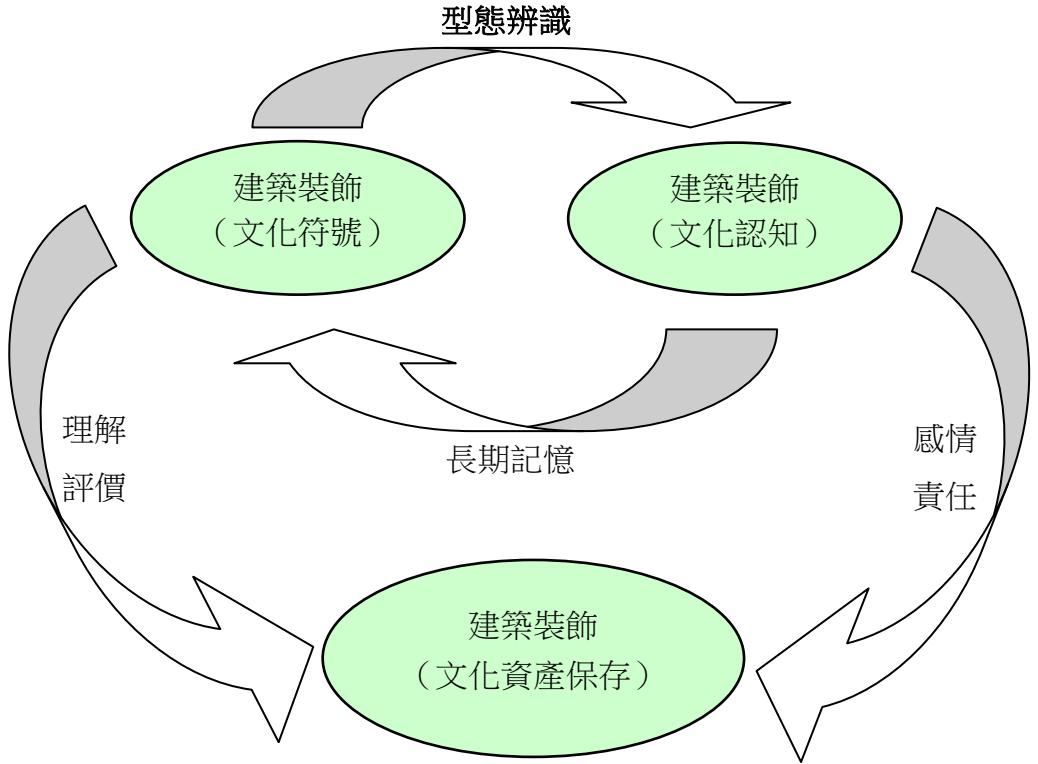 型態辨識
建築裝飾
（文化符號）
建築裝飾
（文化認知）
理解
評價
長期記憶
感情
責任
建築裝飾
（文化資產保存）